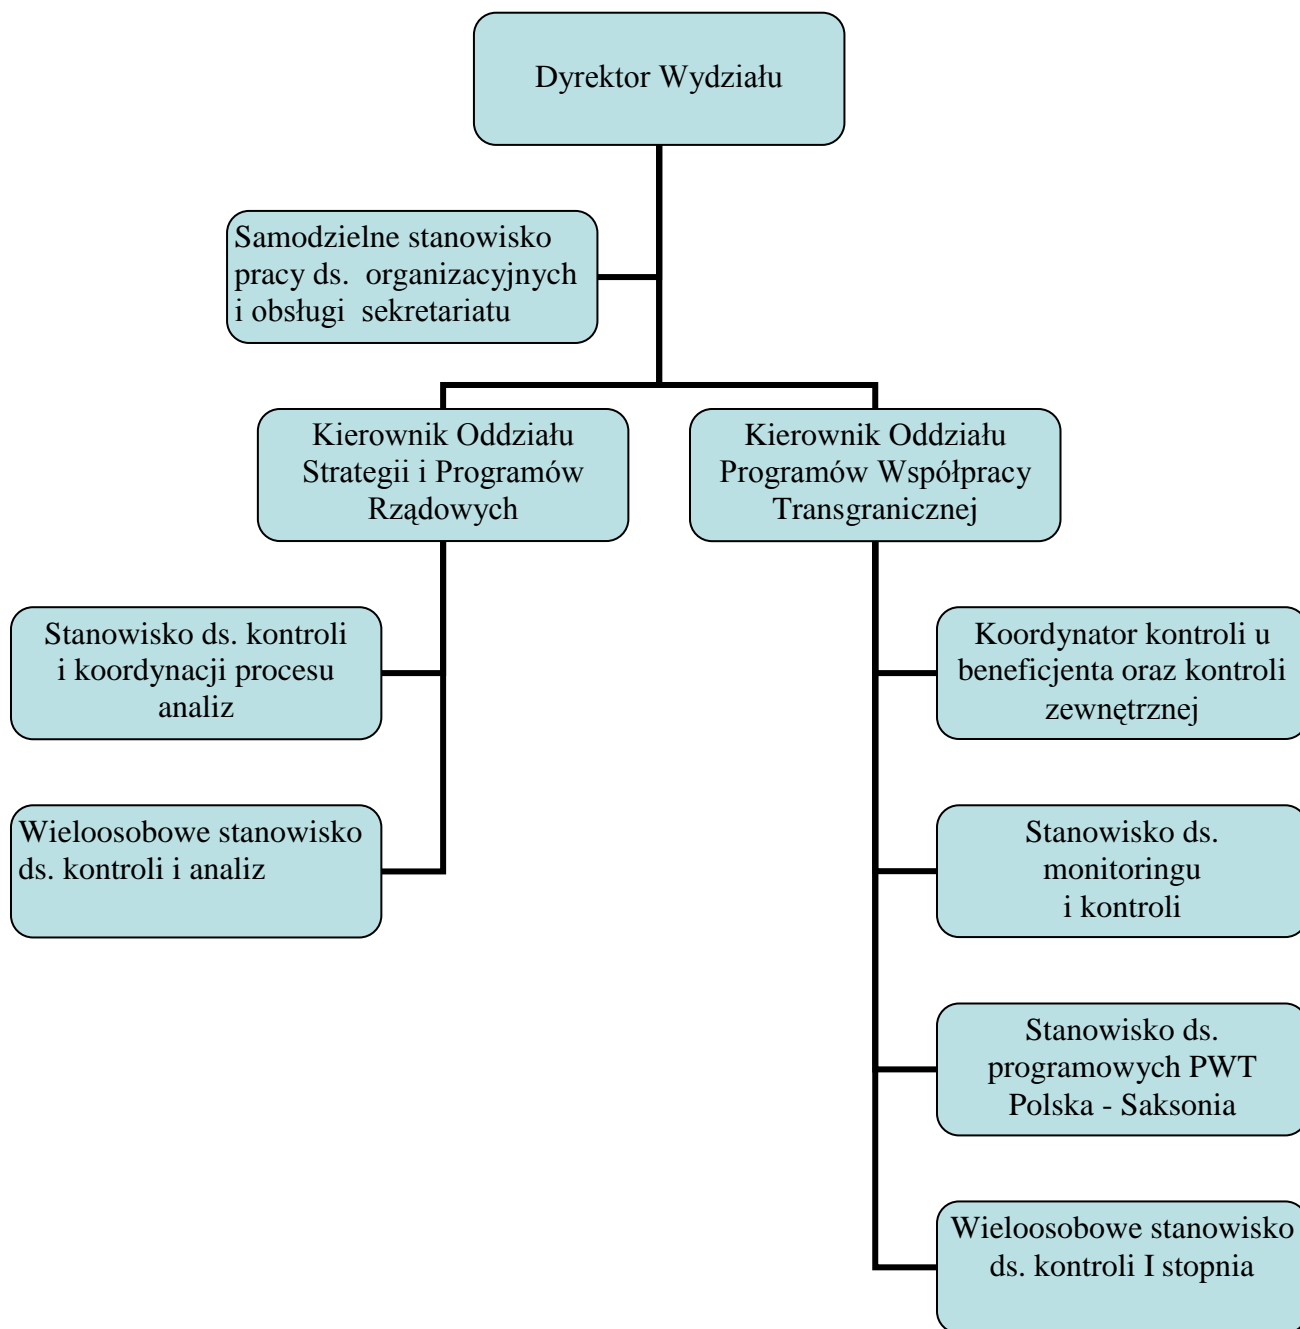 Dyrektor Wydziału
Samodzielne stanowisko
pracy ds. organizacyjnych
i obsługi sekretariatu
Kierownik Oddziału
Strategii i Programów
Rządowych
Kierownik Oddziału
Programów Współpracy
Transgranicznej
Stanowisko ds. kontroli
i koordynacji procesu
analiz
Wieloosobowe stanowisko
ds. kontroli i analiz
Koordynator kontroli u
beneficjenta oraz kontroli
zewnętrznej
Stanowisko ds.
monitoringu
i kontroli
Stanowisko ds.
programowych PWT
Polska - Saksonia
Wieloosobowe stanowisko
ds. kontroli I stopnia